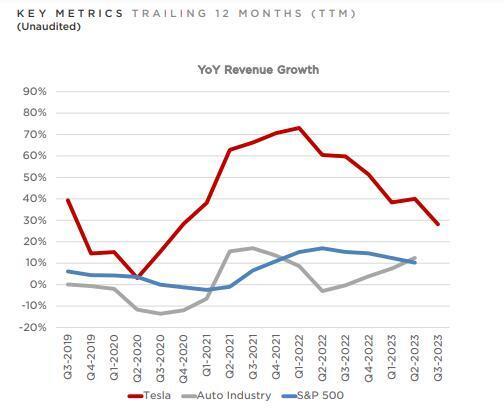 KEY METRICS TRAILING 12 MONTHS (TTM)
(Unaudited)
YoY Revenue Growth
90%
80%
70%
60%
50%
40%
30%
20%
10%
0%
-10%
-20%
Q3-2019
Q4-2019
Q1-2020
Q2-2020
Q3-2020
Q4-2020
Q1-2021
Q2-2021
Q3-2021
Q4-2021
Q1-2022
Q2-2022
Q3-2022
Q4-2022
Q1-2023
Q2-2023
Q3-2023
Tesla Auto Industry S&P 500